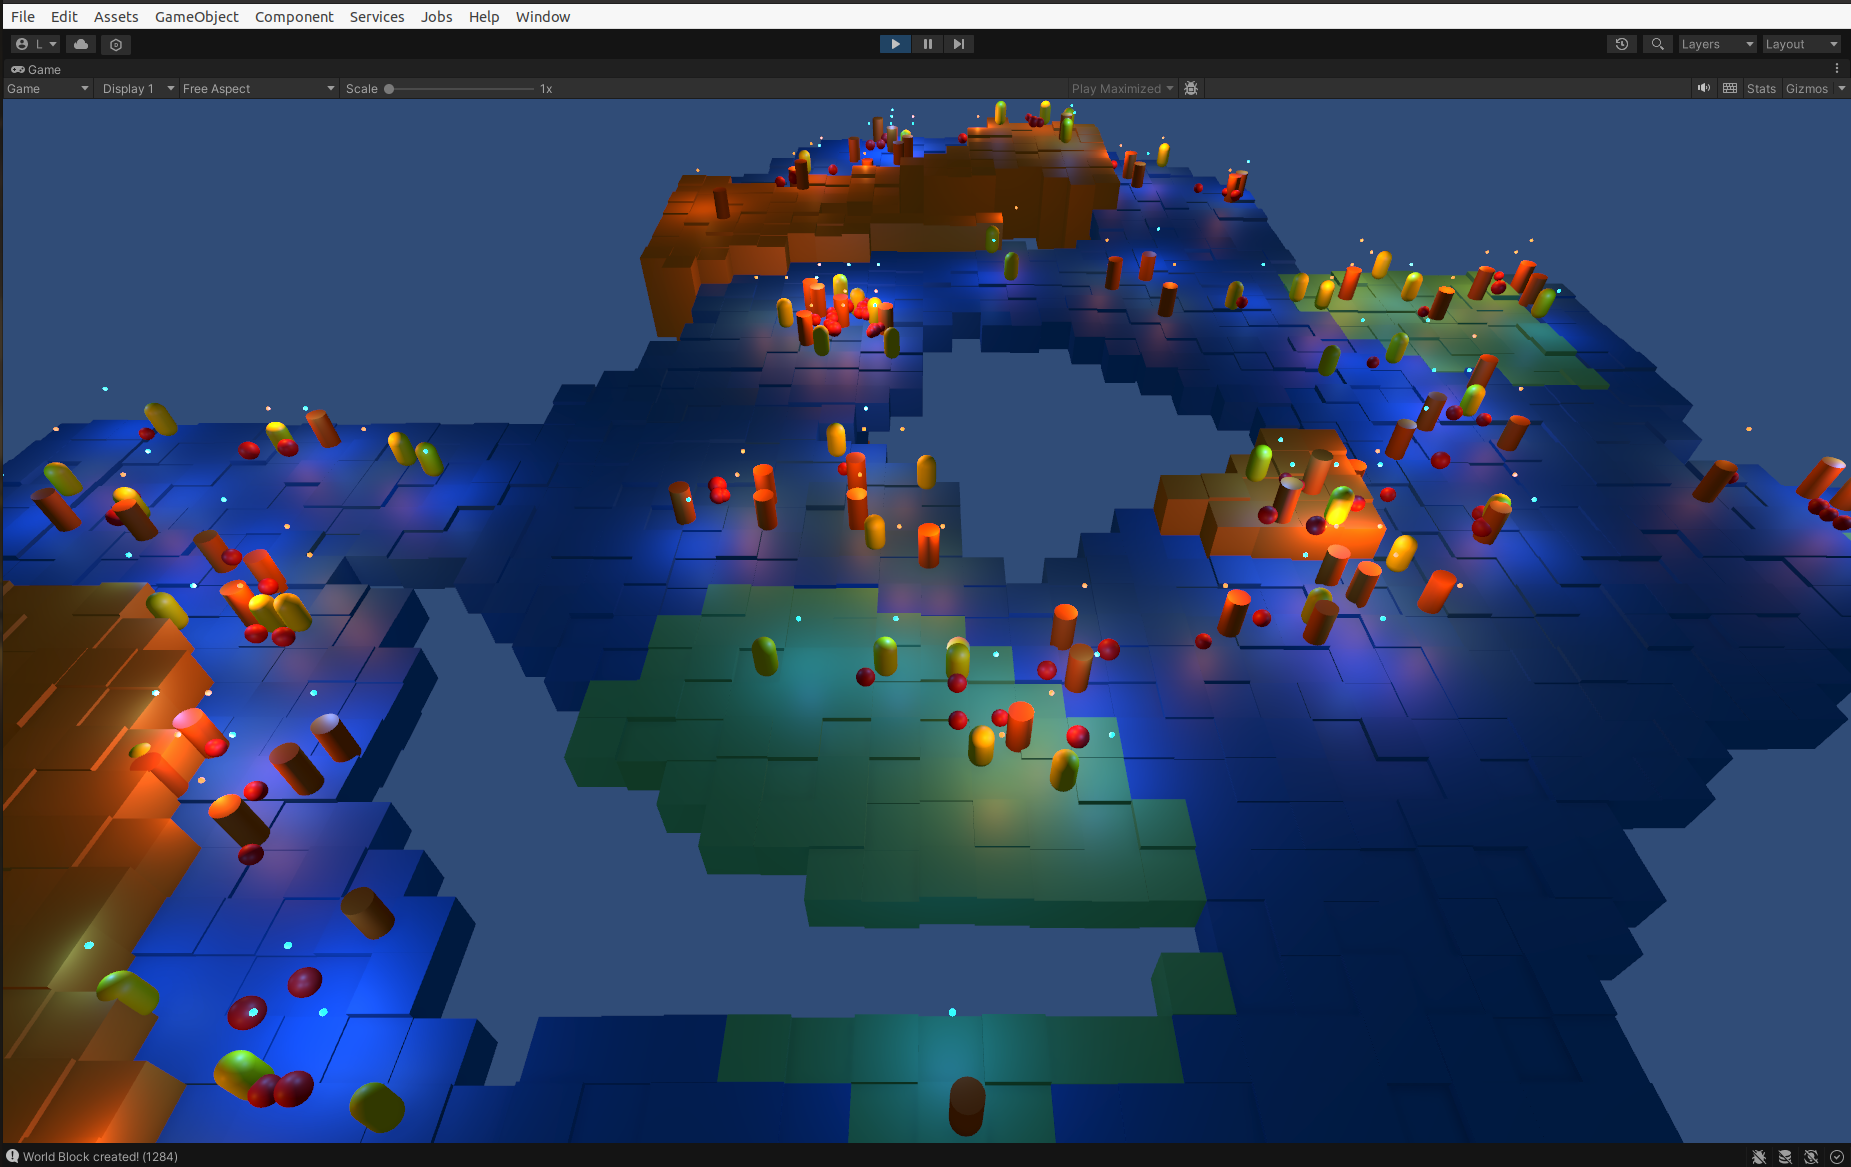 File Edit Assets GameObject Component Services Jobs Help Window
L Layers Layout
Game
Game Display 1 Free Aspect Scale 1x Play Maximized Stats Gizmos
World Block created! (1284)